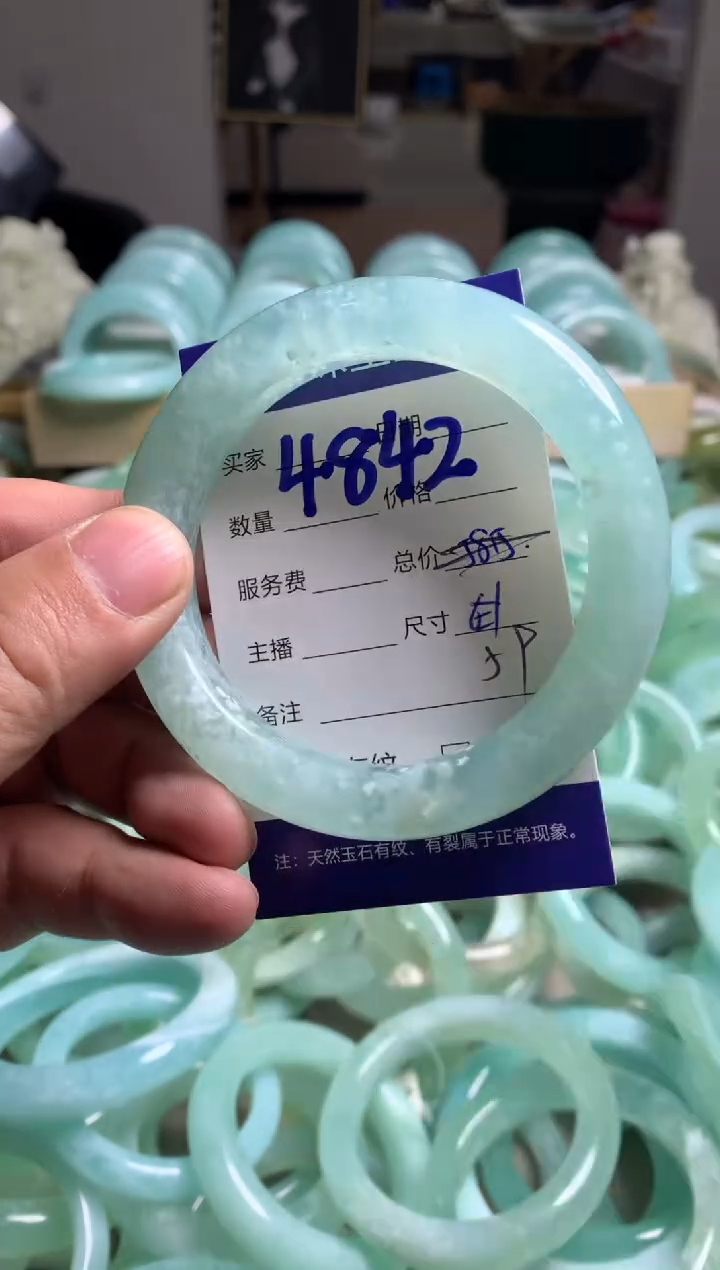 买家 4842 日期
数量 价格
服务费 总价
主播 尺寸
备注
注：天然玉石有纹、有裂属于正常现象。